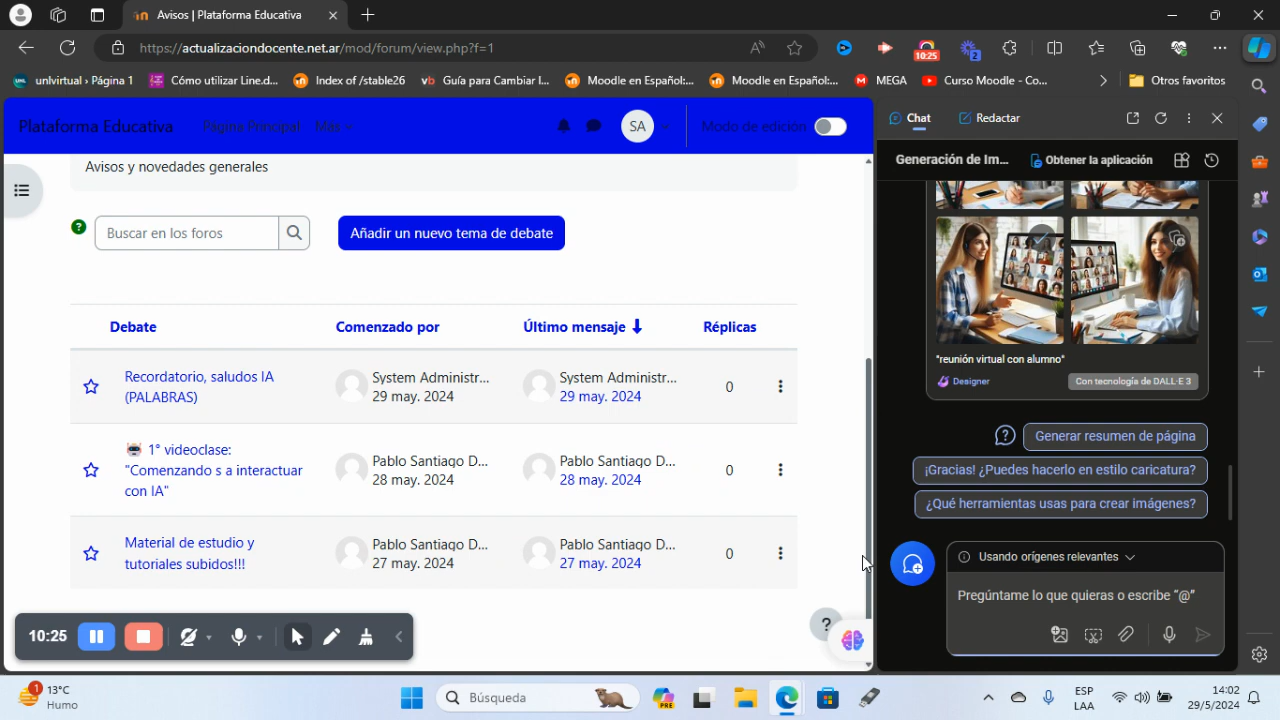 Avisos | Plataforma Educativa
https://actualizaciondocente.net.ar/mod/forum/view.php?f=1
10:25
2
unlvirtual › Página 1
Cómo utilizar Line.d...
Index of /stable26
Guía para Cambiar l...
Moodle en Español:...
Moodle en Español:...
MEGA
Curso Moodle - Co...
Otros favoritos
Plataforma Educativa
Página Principal
Más
SA
Modo de edición
Avisos y novedades generales
Buscar en los foros
Añadir un nuevo tema de debate
Debate
Comenzado por
Último mensaje
Réplicas
Recordatorio, saludos IA
(PALABRAS)
System Administr...
29 may. 2024
System Administr...
29 may. 2024
0
1° videoclase:
"Comenzando s a interactuar
con IA"
Pablo Santiago D...
28 may. 2024
Pablo Santiago D...
28 may. 2024
0
Material de estudio y
tutoriales subidos!!!
Pablo Santiago D...
27 may. 2024
Pablo Santiago D...
27 may. 2024
0
10:25
?
Chat
Redactar
Generación de Im...
Obtener la aplicación
"reunión virtual con alumno"
Designer
Con tecnología de DALL·E 3
Generar resumen de página
¡Gracias! ¿Puedes hacerlo en estilo caricatura?
¿Qué herramientas usas para crear imágenes?
Usando orígenes relevantes
Pregúntame lo que quieras o escribe "@"
1
13°C
Humo
Búsqueda
PRE
ESP
LAA
14:02
29/5/2024